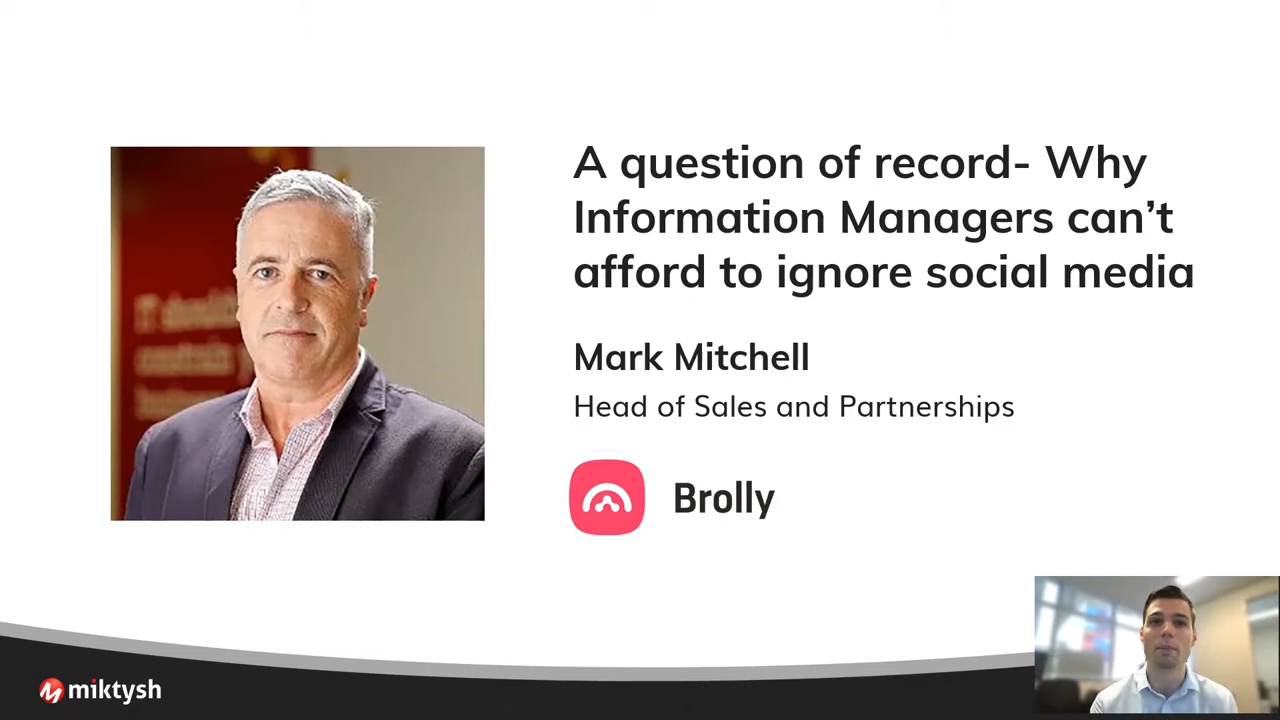 A question of record- Why
Information Managers can’t
afford to ignore social media
Mark Mitchell
Head of Sales and Partnerships
Brolly
miktysh